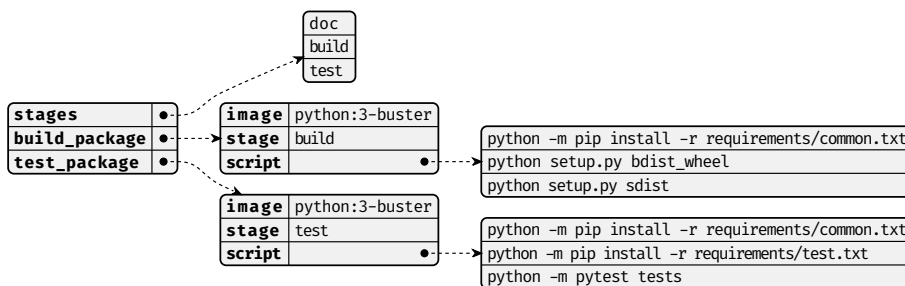 doc
build
test
stages
build_package
test_package
image python:3-buster
stage build
script
python -m pip install -r requirements/common.txt
python setup.py bdist_wheel
python setup.py sdist
image python:3-buster
stage test
script
python -m pip install -r requirements/common.txt
python -m pip install -r requirements/test.txt
python -m pytest tests